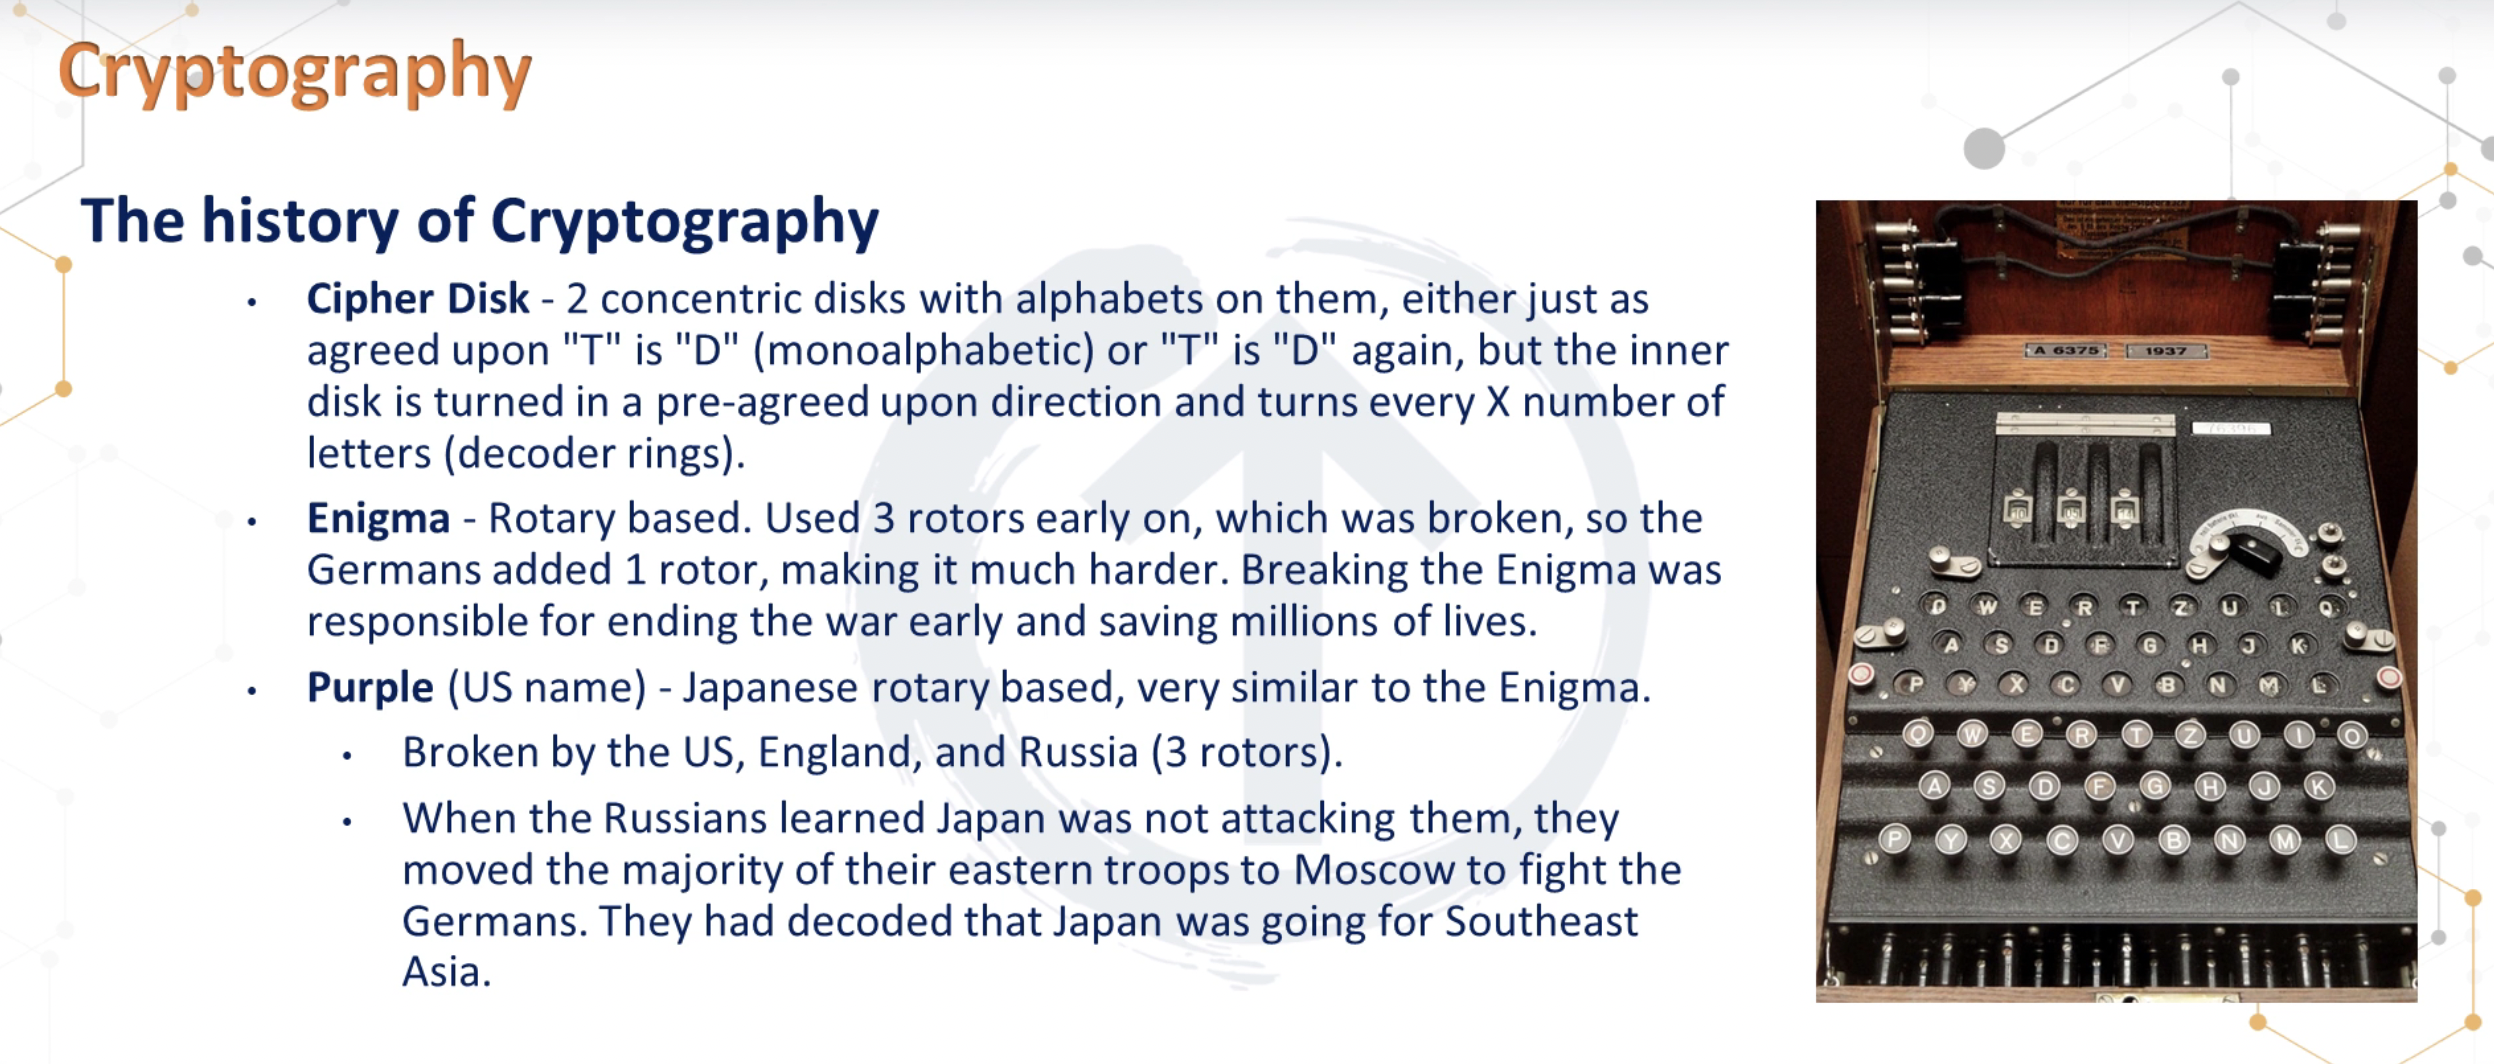 Cryptography
The history of Cryptography
• Cipher Disk - 2 concentric disks with alphabets on them, either just as
agreed upon "T" is "D" (monoalphabetic) or "T" is "D" again, but the inner
disk is turned in a pre-agreed upon direction and turns every X number of
letters (decoder rings).
• Enigma - Rotary based. Used 3 rotors early on, which was broken, so the
Germans added 1 rotor, making it much harder. Breaking the Enigma was
responsible for ending the war early and saving millions of lives.
• Purple (US name) - Japanese rotary based, very similar to the Enigma.
• Broken by the US, England, and Russia (3 rotors).
• When the Russians learned Japan was not attacking them, they
moved the majority of their eastern troops to Moscow to fight the
Germans. They had decoded that Japan was going for Southeast
Asia.
A 6375 1937
Q W E R T Z U I O
A S D F G H J K
P Y X C V B N M L
Q W E R T Z U I O
A S D F G H J K
P Y X C V B N M L